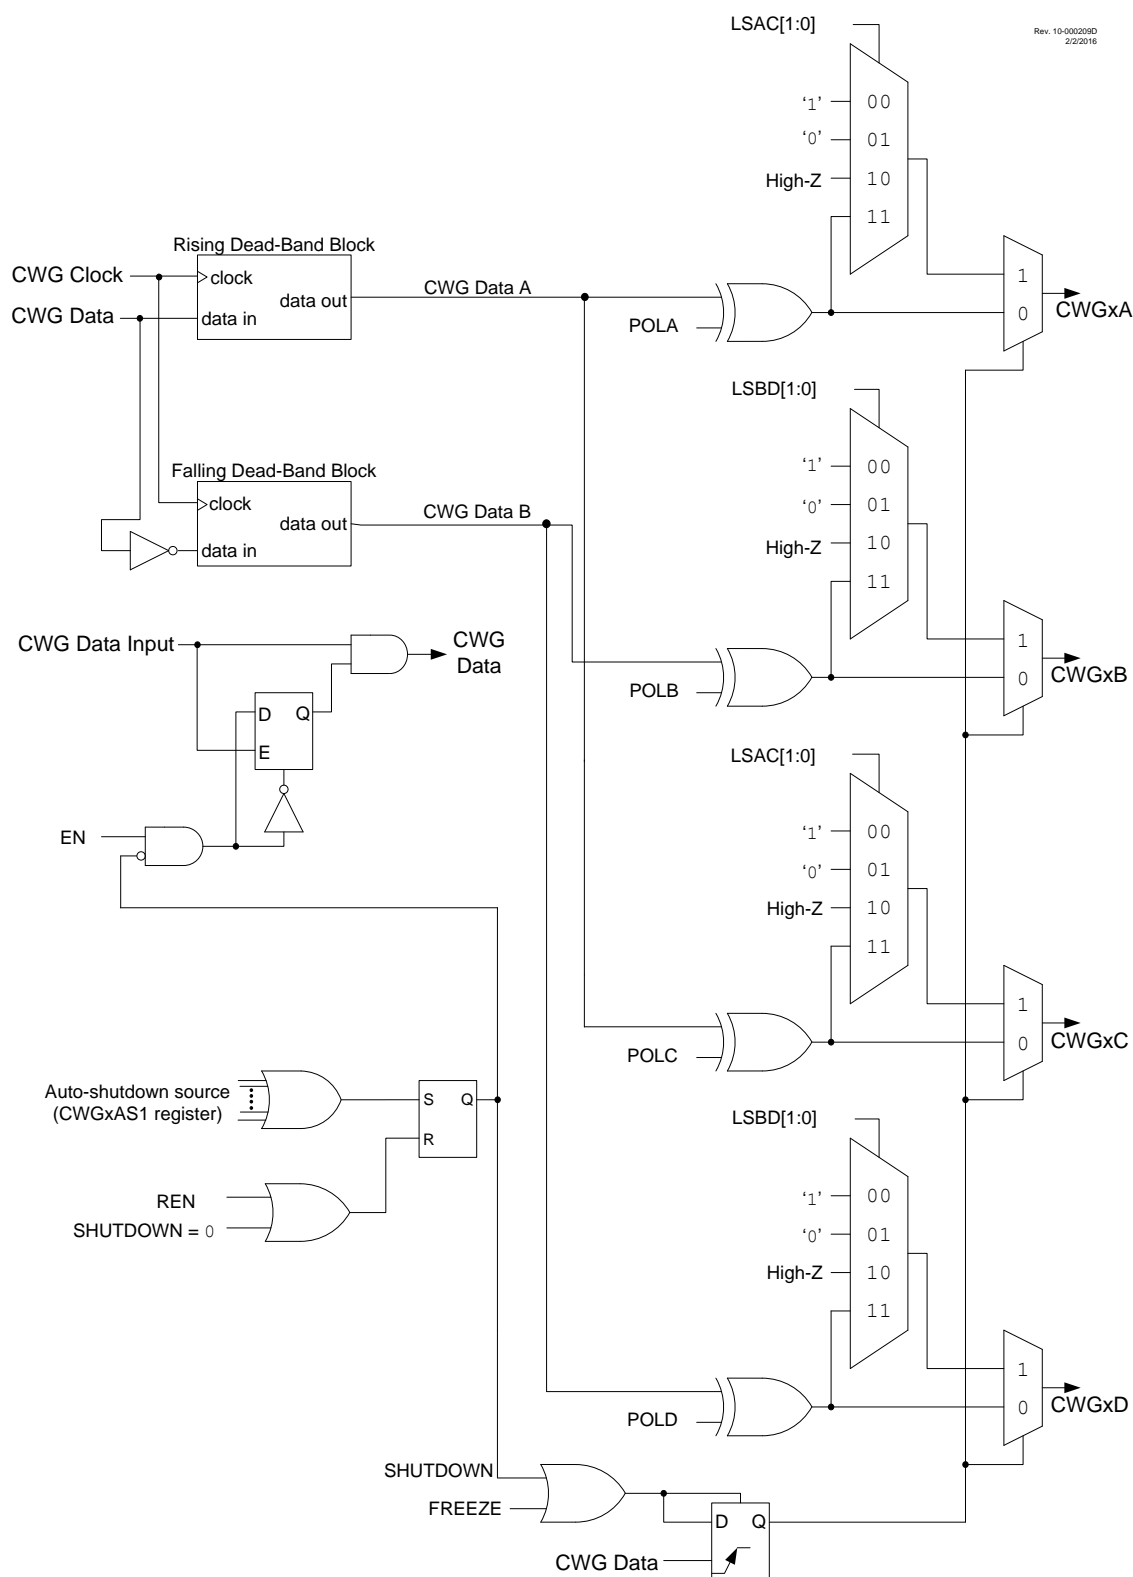 LSAC[1:0]
Rev. 10-000209D
2/2/2016
‘1’
00
‘0’
01
High-Z
10
11
Rising Dead-Band Block
CWG Clock
clock
CWG Data
data in
data out
CWG Data A
POLA
1
0
CWGxA
LSBD[1:0]
‘1’
00
‘0’
01
High-Z
10
11
Falling Dead-Band Block
clock
data out
data in
CWG Data B
POLB
1
0
CWGxB
CWG Data Input
CWG
Data
D
Q
E
EN
LSAC[1:0]
‘1’
00
‘0’
01
High-Z
10
11
POLC
1
0
CWGxC
Auto-shutdown source
(CWGxAS1 register)
S
Q
R
REN
SHUTDOWN = 0
LSBD[1:0]
‘1’
00
‘0’
01
High-Z
10
11
POLD
1
0
CWGxD
SHUTDOWN
FREEZE
D
Q
CWG Data